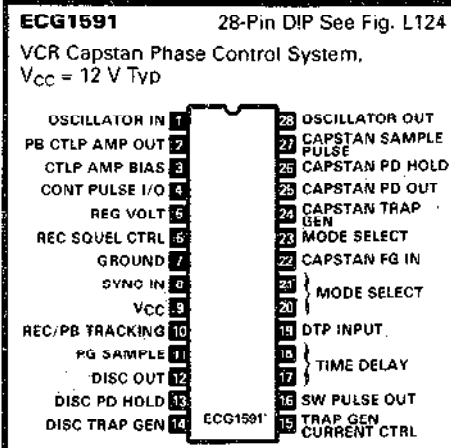 ECG1591 28-Pin DIP See Fig. L124
VCR Capstan Phase Control System,
VCC = 12 V Typ
OSCILLATOR IN 1
PB CTLP AMP OUT 2
CTLP AMP BIAS 3
CONT PULSE I/O 4
REG VOLT 5
REC SQUEL CTRL 6
GROUND 7
SYNC IN 8
VCC 9
REC/PB TRACKING 10
PG SAMPLE 11
DISC OUT 12
DISC PD HOLD 13
DISC TRAP GEN 14
ECG1591
28 OSCILLATOR OUT
27 CAPSTAN SAMPLE
PULSE
26 CAPSTAN PD HOLD
25 CAPSTAN PD OUT
24 CAPSTAN TRAP
GEN
23 MODE SELECT
22 CAPSTAN FG IN
21
MODE SELECT
20
19 DTP INPUT
18
TIME DELAY
17
16 SW PULSE OUT
15 TRAP GEN
CURRENT CTRL